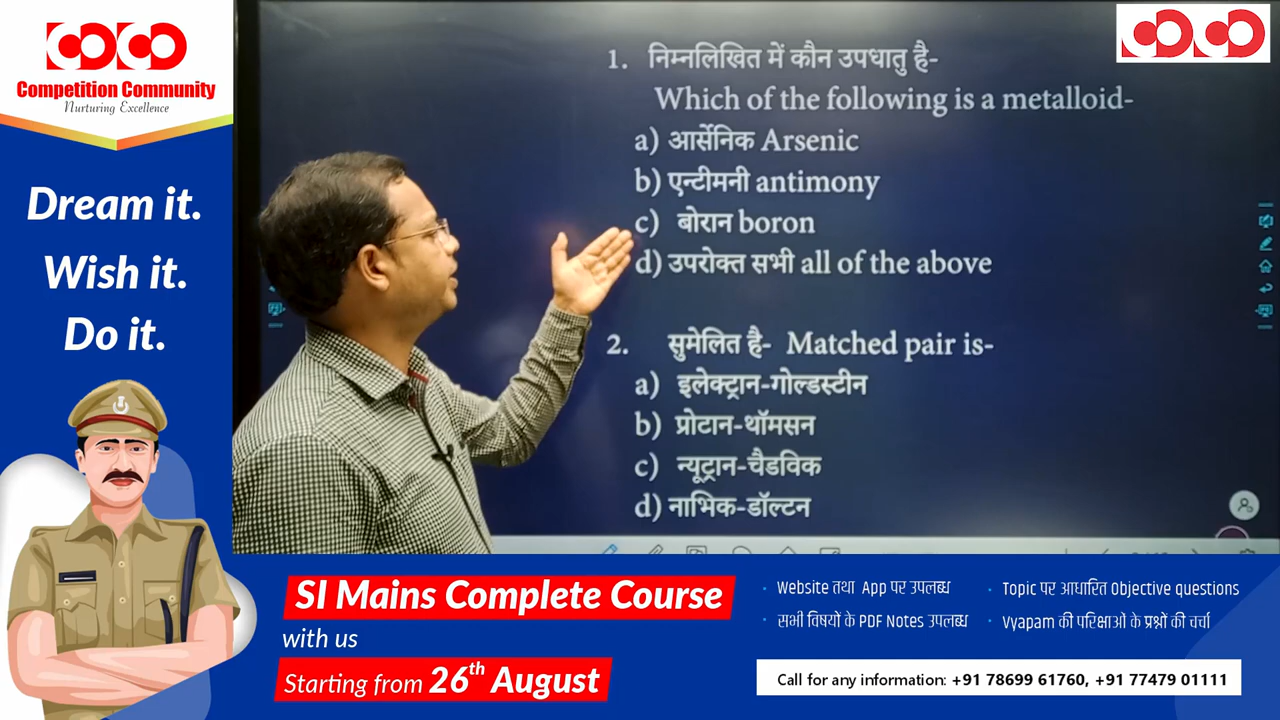 Competition Community
Nurturing Excellence
Dream it.
Wish it.
Do it.
1. निम्नलिखित में कौन उपधातु है-
Which of the following is a metalloid-
a) आर्सेनिक Arsenic
b) एन्टीमनी antimony
c) बोरान boron
d) उपरोक्त सभी all of the above
2. सुमेलित है- Matched pair is-
a) इलेक्ट्रान-गोल्डस्टीन
b) प्रोटान-थॉमसन
c) न्यूट्रान-चैडविक
d) नाभिक-डॉल्टन
SI Mains Complete Course
with us
Starting from 26th August
· Website तथा App पर उपलब्ध
· सभी विषयों के PDF Notes उपलब्ध
· Topic पर आधारित Objective questions
· Vyapam की परिक्षाओं के प्रश्नों की चर्चा
Call for any information: +91 78699 61760, +91 77479 01111